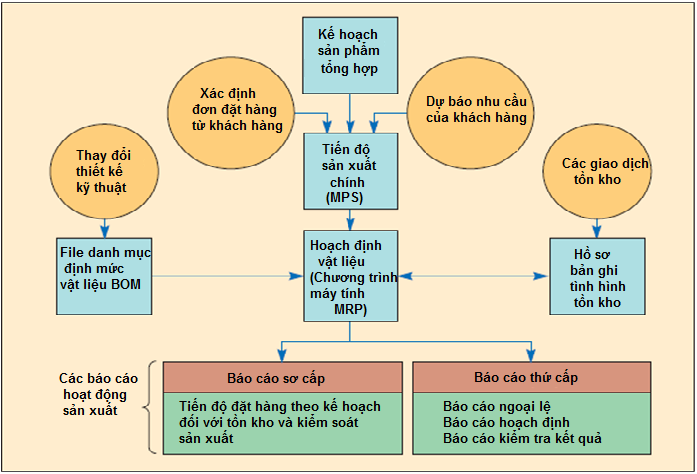 Kế hoạch
sản phẩm
tổng hợp
Xác định
đơn đặt hàng
từ khách hàng
Dự báo nhu cầu
của khách hàng
Thay đổi
thiết kế
kỹ thuật
Tiến độ
sản xuất
chính
(MPS)
Các giao dịch
tồn kho
File danh mục
định mức
vật liệu BOM
Hoạch định
vật liệu
(Chương trình
máy tính
MRP)
Hồ sơ
bản ghi
tình hình
tồn kho
Các báo cáo
hoạt động
sản xuất
Báo cáo sơ cấp
Tiến độ đặt hàng theo kế hoạch
đối với tồn kho và kiểm soát
sản xuất
Báo cáo thứ cấp
Báo cáo ngoại lệ
Báo cáo hoạch định
Báo cáo kiểm tra kết quả